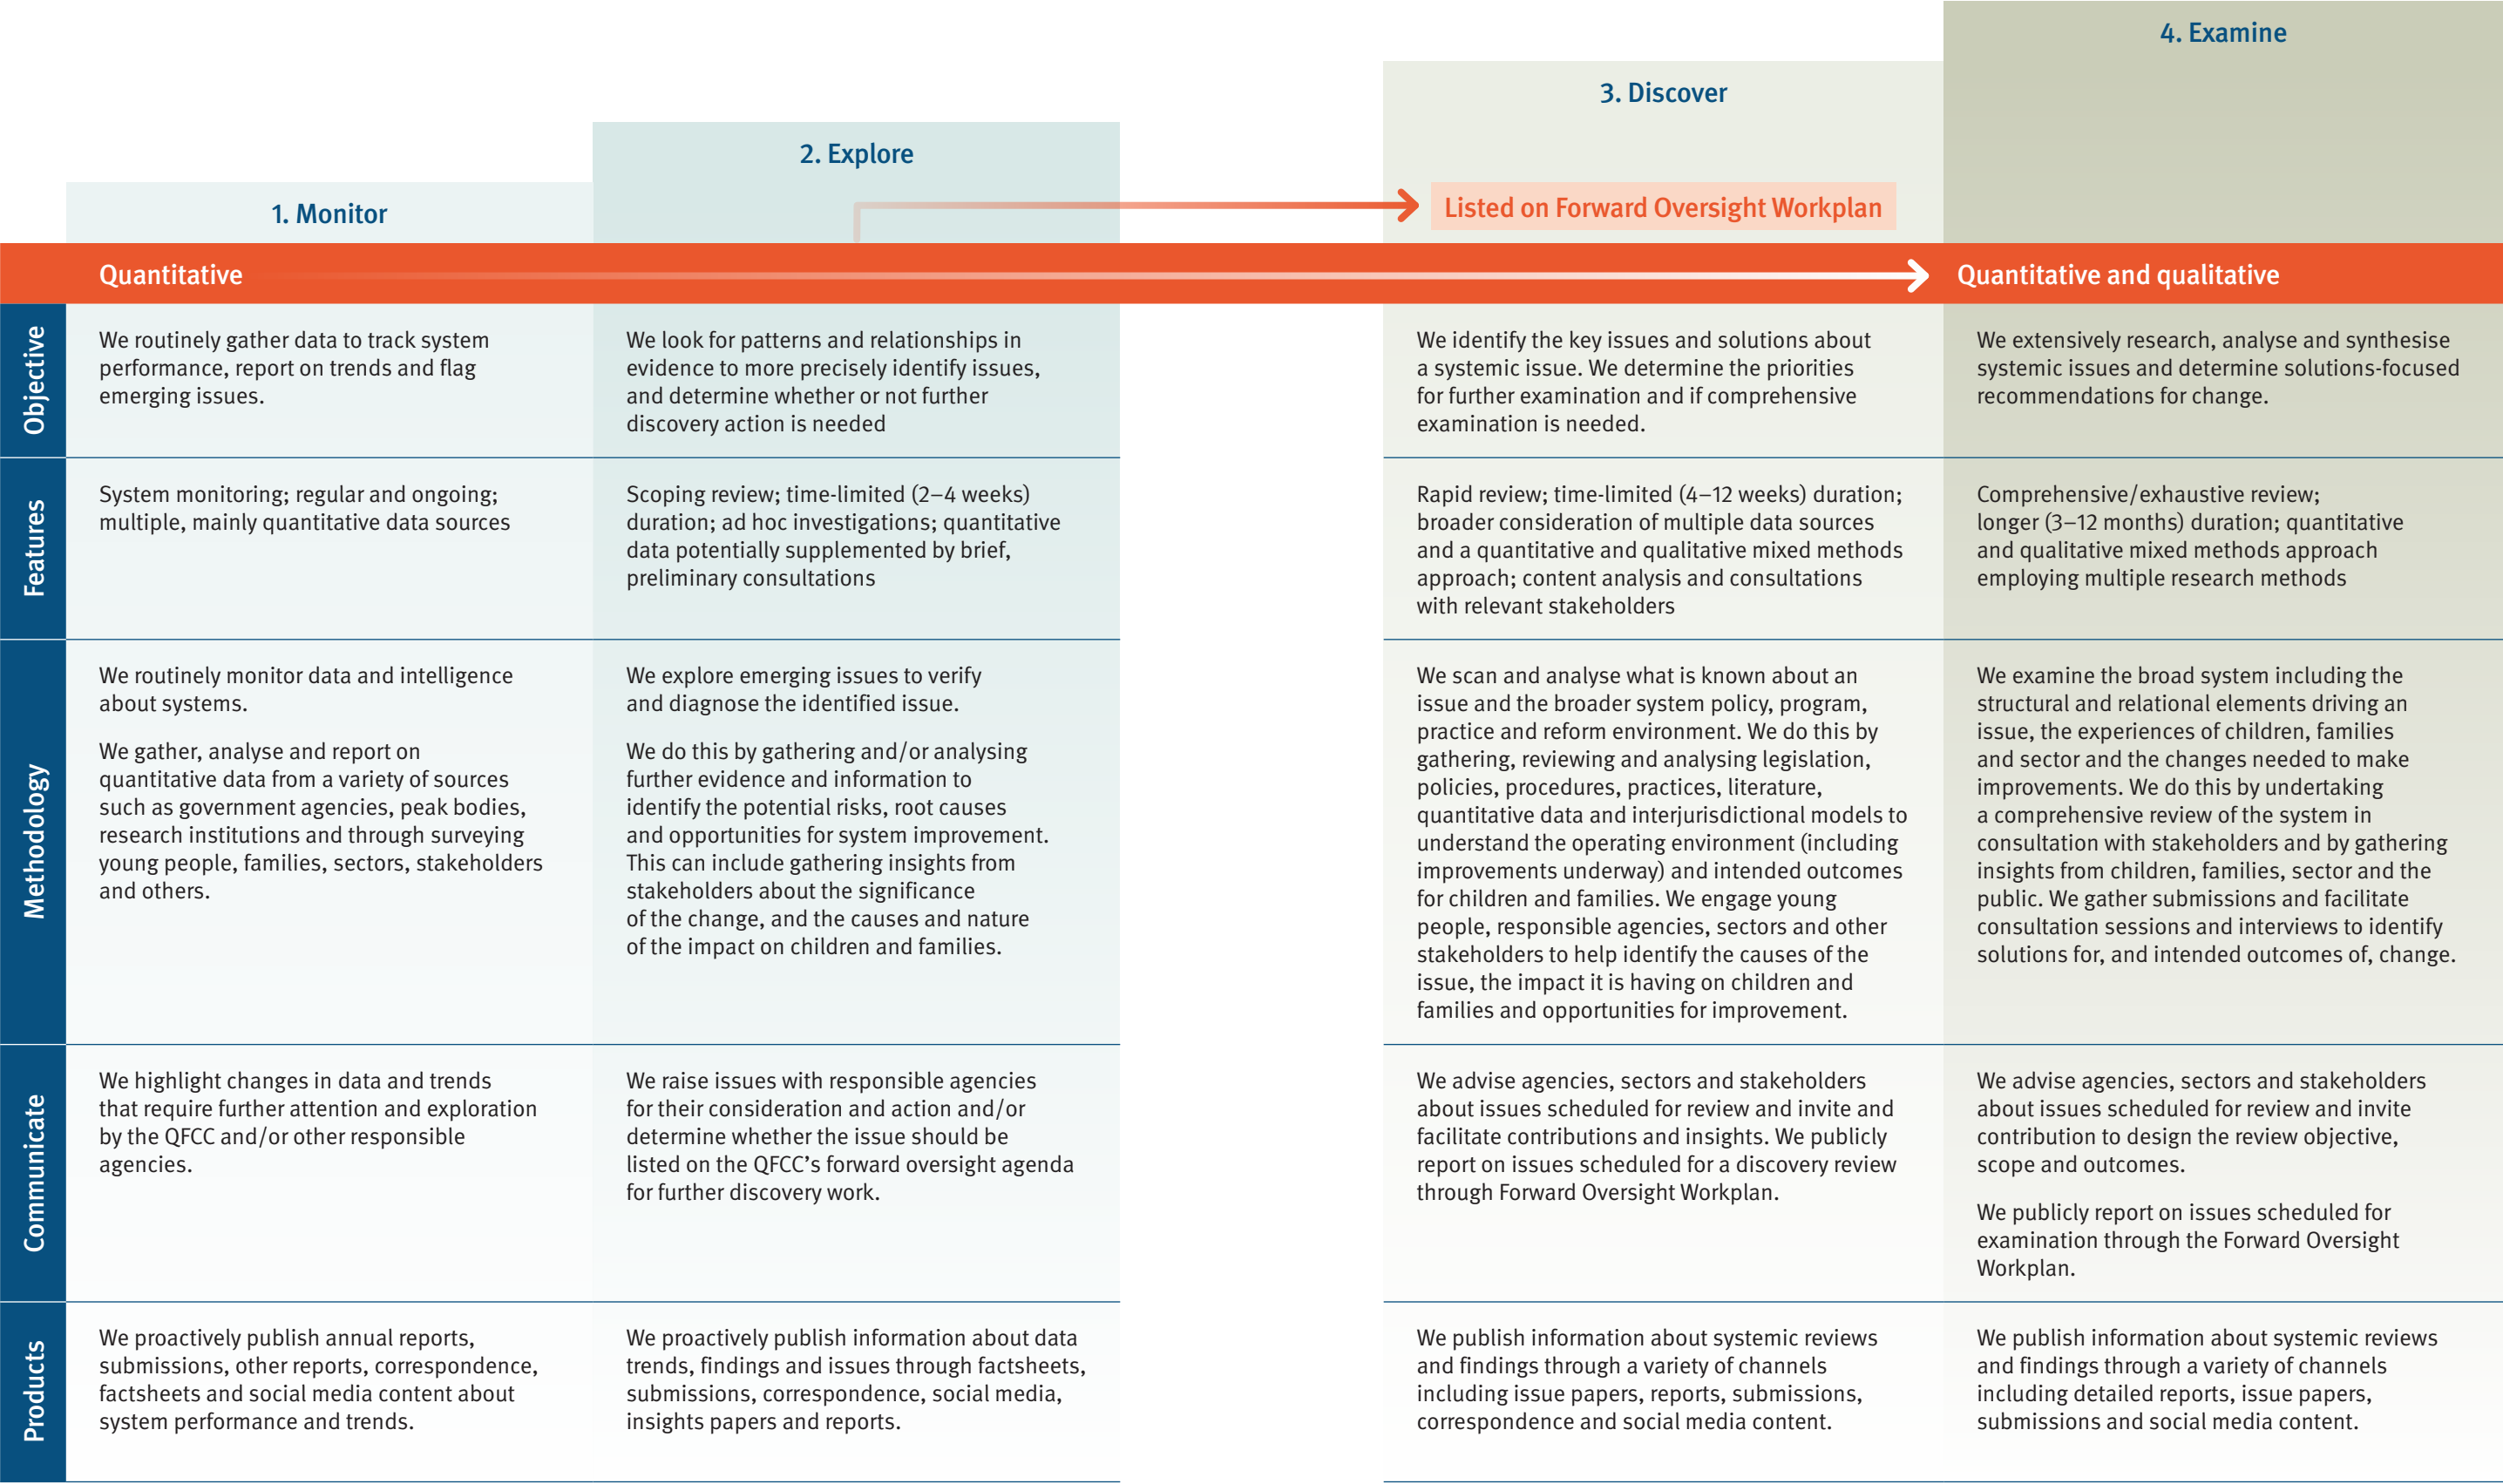 4. Examine
3. Discover
2. Explore
1. Monitor
Listed on Forward Oversight Workplan
Quantitative
Quantitative and qualitative
Objective
We routinely gather data to track system
performance, report on trends and flag
emerging issues.
We look for patterns and relationships in
evidence to more precisely identify issues,
and determine whether or not further
discovery action is needed
We identify the key issues and solutions about
a systemic issue. We determine the priorities
for further examination and if comprehensive
examination is needed.
We extensively research, analyse and synthesise
systemic issues and determine solutions-focused
recommendations for change.
Features
System monitoring; regular and ongoing;
multiple, mainly quantitative data sources
Scoping review; time-limited (2–4 weeks)
duration; ad hoc investigations; quantitative
data potentially supplemented by brief,
preliminary consultations
Rapid review; time-limited (4–12 weeks) duration;
broader consideration of multiple data sources
and a quantitative and qualitative mixed methods
approach; content analysis and consultations
with relevant stakeholders
Comprehensive/exhaustive review;
longer (3–12 months) duration; quantitative
and qualitative mixed methods approach
employing multiple research methods
Methodology
We routinely monitor data and intelligence
about systems.
We gather, analyse and report on
quantitative data from a variety of sources
such as government agencies, peak bodies,
research institutions and through surveying
young people, families, sectors, stakeholders
and others.
We explore emerging issues to verify
and diagnose the identified issue.
We do this by gathering and/or analysing
further evidence and information to
identify the potential risks, root causes
and opportunities for system improvement.
This can include gathering insights from
stakeholders about the significance
of the change, and the causes and nature
of the impact on children and families.
We scan and analyse what is known about an
issue and the broader system policy, program,
practice and reform environment. We do this by
gathering, reviewing and analysing legislation,
policies, procedures, practices, literature,
quantitative data and interjurisdictional models to
understand the operating environment (including
improvements underway) and intended outcomes
for children and families. We engage young
people, responsible agencies, sectors and other
stakeholders to help identify the causes of the
issue, the impact it is having on children and
families and opportunities for improvement.
We examine the broad system including the
structural and relational elements driving an
issue, the experiences of children, families
and sector and the changes needed to make
improvements. We do this by undertaking
a comprehensive review of the system in
consultation with stakeholders and by gathering
insights from children, families, sector and the
public. We gather submissions and facilitate
consultation sessions and interviews to identify
solutions for, and intended outcomes of, change.
Communicate
We highlight changes in data and trends
that require further attention and exploration
by the QFCC and/or other responsible
agencies.
We raise issues with responsible agencies
for their consideration and action and/or
determine whether the issue should be
listed on the QFCC’s forward oversight agenda
for further discovery work.
We advise agencies, sectors and stakeholders
about issues scheduled for review and invite and
facilitate contributions and insights. We publicly
report on issues scheduled for a discovery review
through Forward Oversight Workplan.
We advise agencies, sectors and stakeholders
about issues scheduled for review and invite
contribution to design the review objective,
scope and outcomes.
We publicly report on issues scheduled for
examination through the Forward Oversight
Workplan.
Products
We proactively publish annual reports,
submissions, other reports, correspondence,
factsheets and social media content about
system performance and trends.
We proactively publish information about data
trends, findings and issues through factsheets,
submissions, correspondence, social media,
insights papers and reports.
We publish information about systemic reviews
and findings through a variety of channels
including issue papers, reports, submissions,
correspondence and social media content.
We publish information about systemic reviews
and findings through a variety of channels
including detailed reports, issue papers,
submissions and social media content.